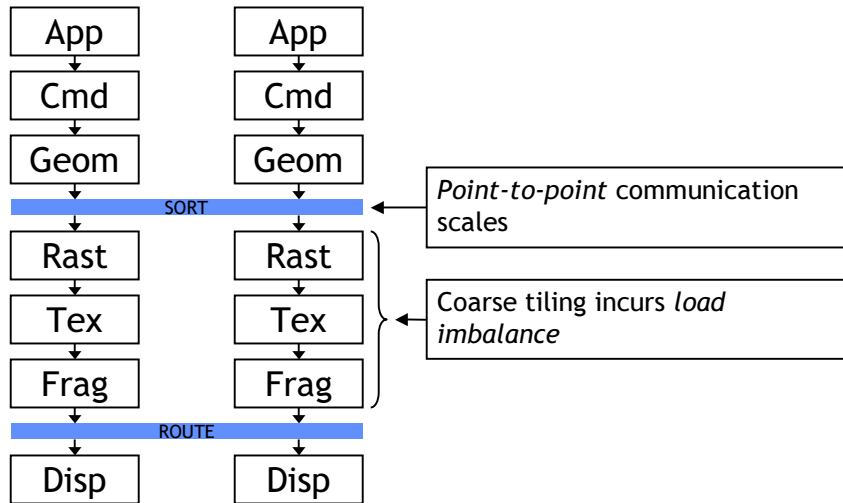 App App
Cmd Cmd
Geom Geom
Point-to-point communication
scales
SORT
Rast Rast
Coarse tiling incurs load
imbalance
Tex Tex
Frag Frag
ROUTE
Disp Disp